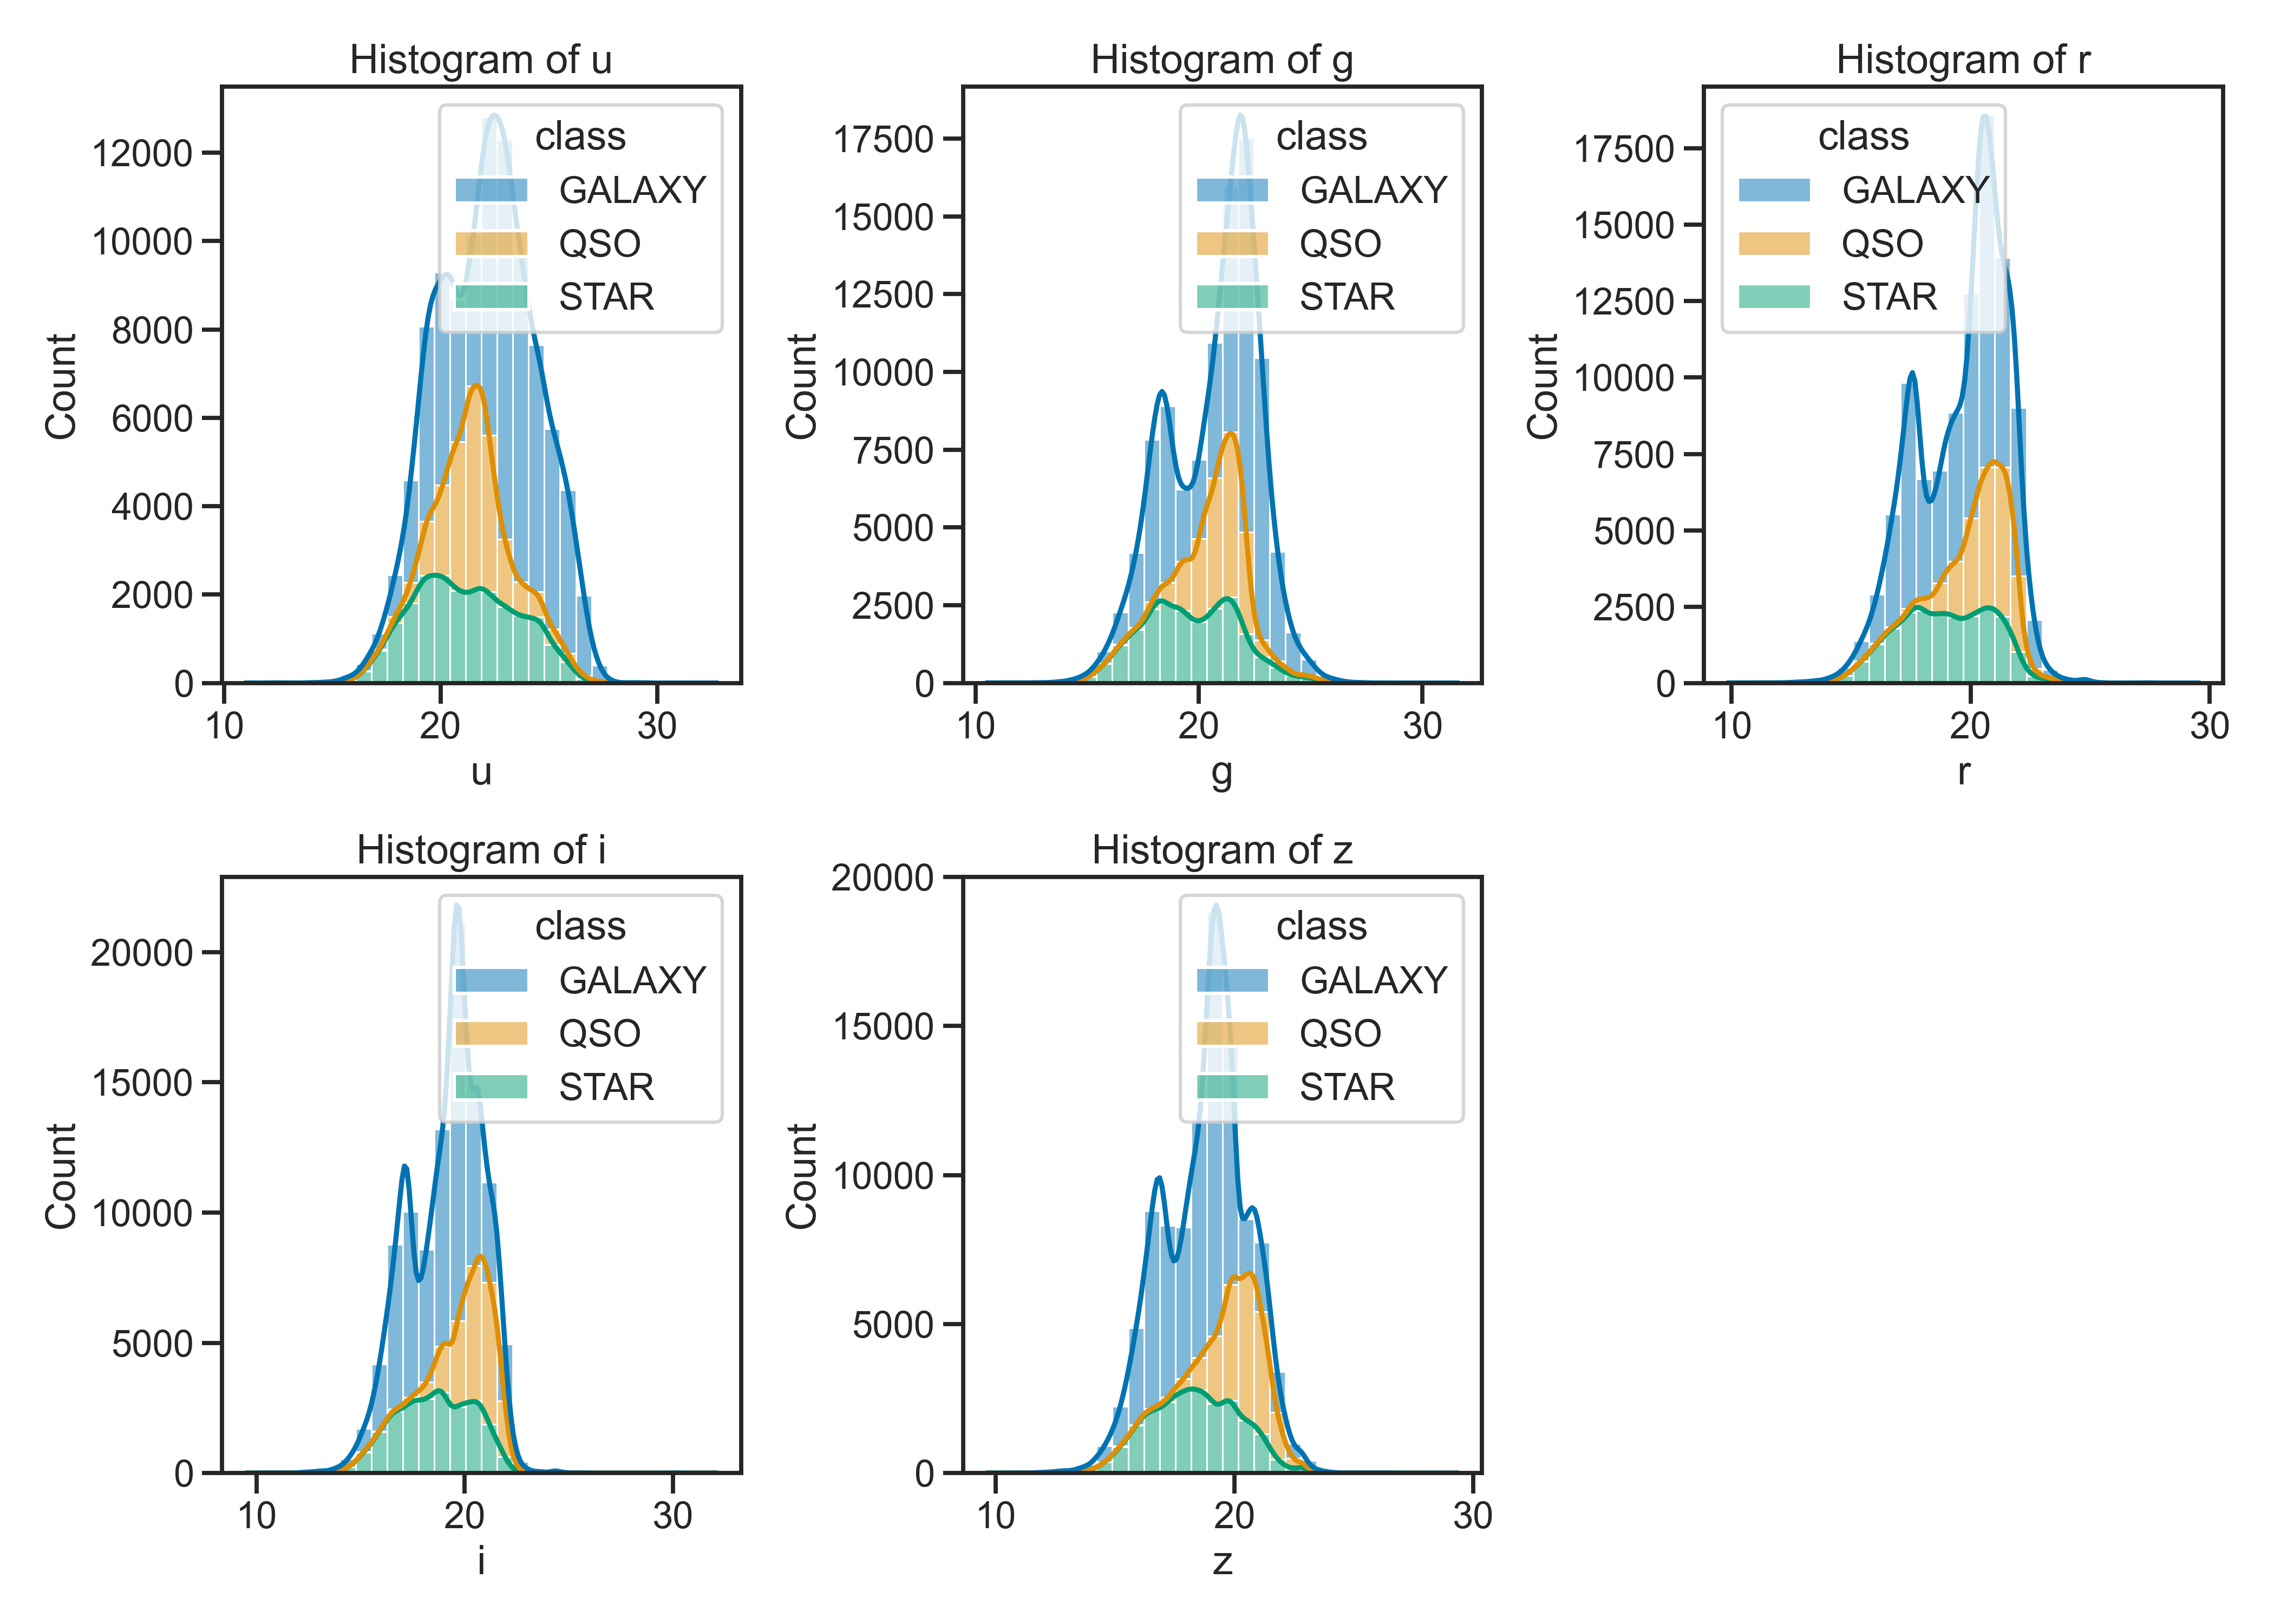 Histogram of u
class
GALAXY
QSO
STAR
12000
10000
8000
6000
4000
2000
0
Count
10 20 30
u
Histogram of g
class
GALAXY
QSO
STAR
17500
15000
12500
10000
7500
5000
2500
0
Count
10 20 30
g
Histogram of r
class
GALAXY
QSO
STAR
17500
15000
12500
10000
7500
5000
2500
0
Count
10 20 30
r
Histogram of i
class
GALAXY
QSO
STAR
20000
15000
10000
5000
0
Count
10 20 30
i
Histogram of z
class
GALAXY
QSO
STAR
20000
15000
10000
5000
0
Count
10 20 30
z